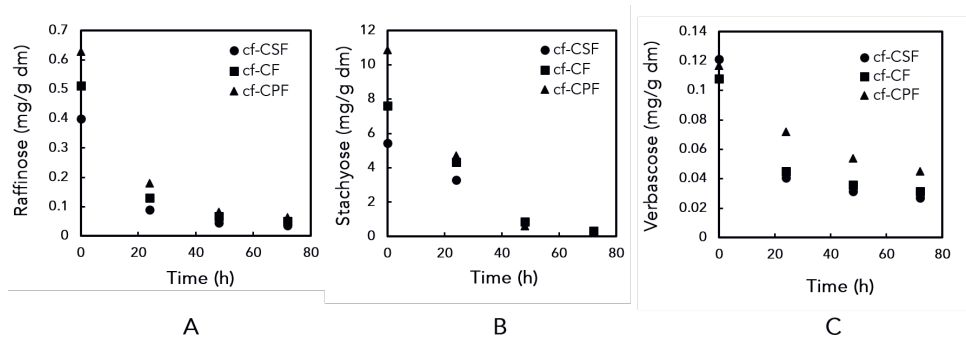 0.7
0.6
0.5
0.4
0.3
0.2
0.1
0
0 20 40 60 80
Raffinose (mg/g dm)
Time (h)
cf-CSF
cf-CF
cf-CPF
A
12
10
8
6
4
2
0
0 20 40 60 80
Stachyose (mg/g dm)
Time (h)
cf-CSF
cf-CF
cf-CPF
B
0.14
0.12
0.1
0.08
0.06
0.04
0.02
0
0 20 40 60 80
Verbascose (mg/g dm)
Time (h)
cf-CSF
cf-CF
cf-CPF
C